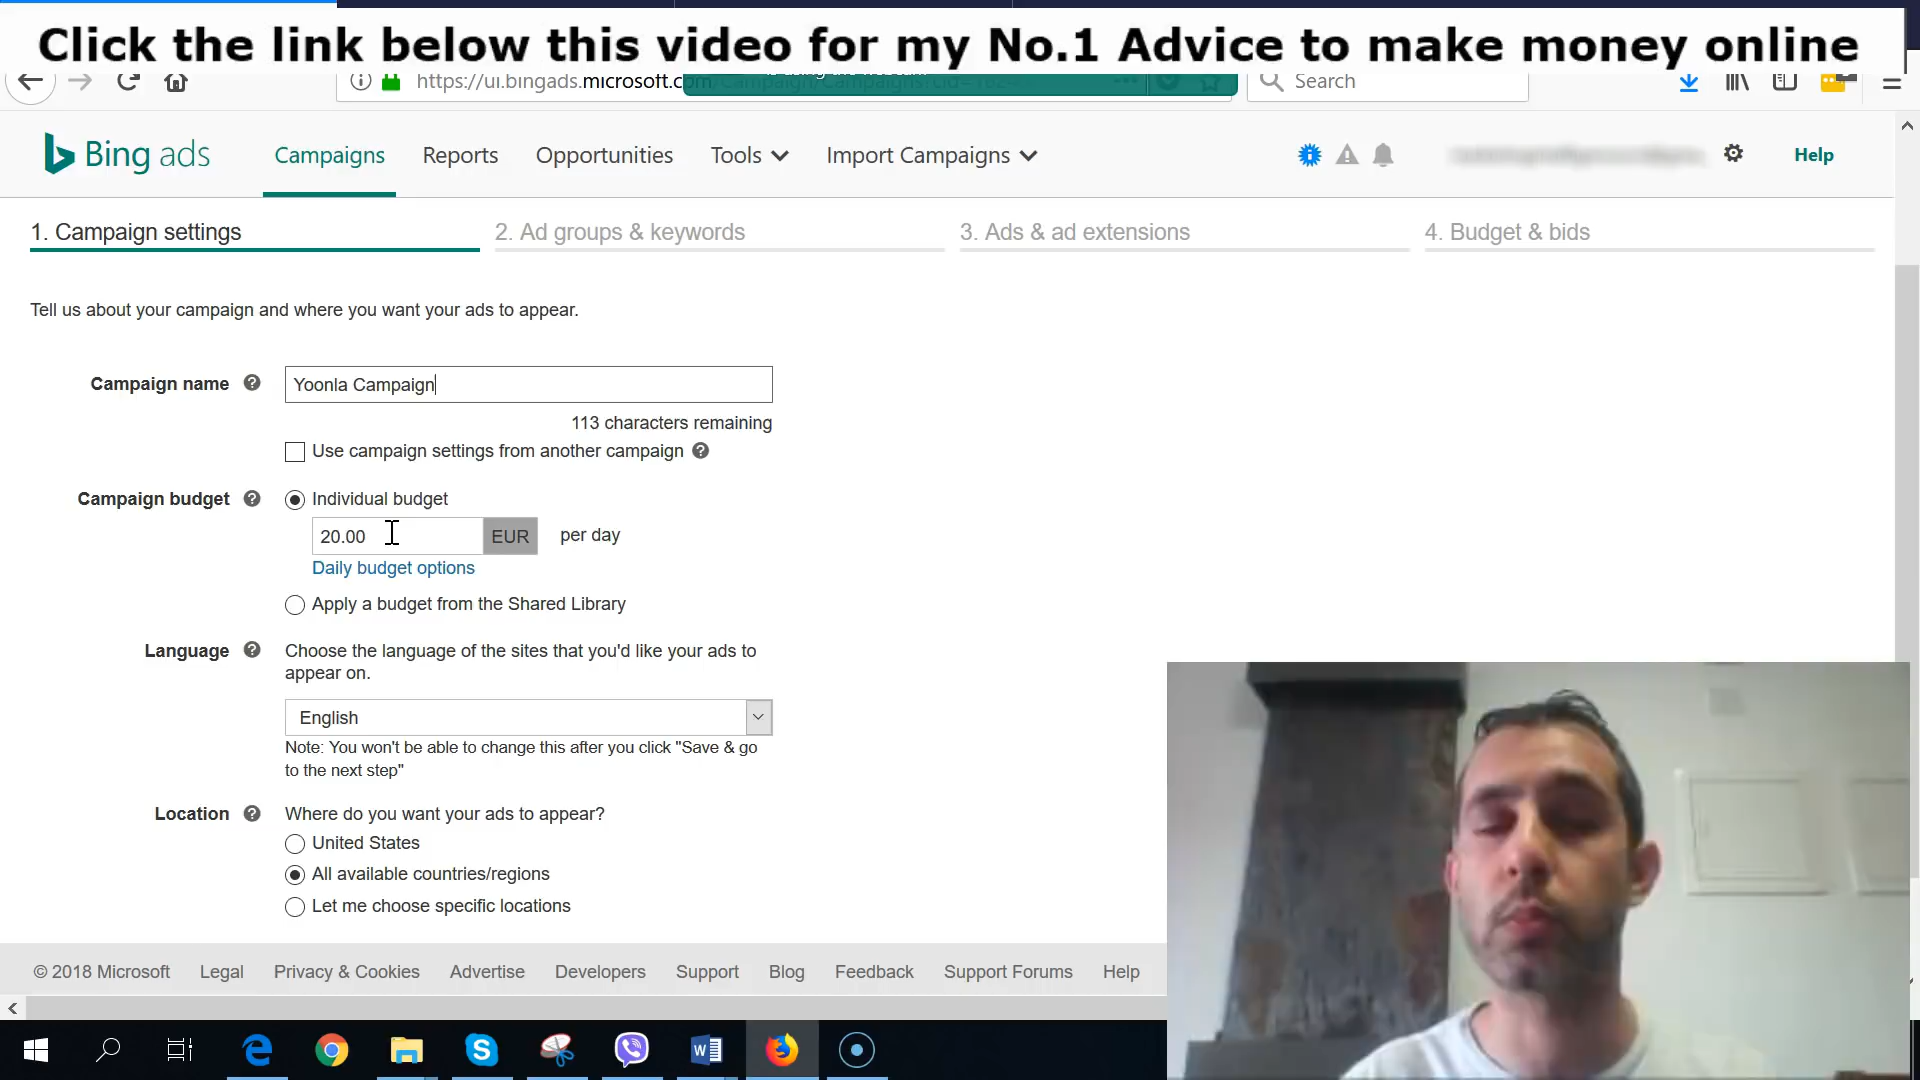 Click the link below this video for my No.1 Advice to make money online
https://ui.bingads.microsoft.com
Search
Bing ads
Campaigns
Reports
Opportunities
Tools
Import Campaigns
Help
1. Campaign settings
2. Ad groups & keywords
3. Ads & ad extensions
4. Budget & bids
Tell us about your campaign and where you want your ads to appear.
Campaign name
Yoonla Campaign
113 characters remaining
Use campaign settings from another campaign
Campaign budget
Individual budget
20.00 EUR per day
Daily budget options
Apply a budget from the Shared Library
Language
Choose the language of the sites that you'd like your ads to
appear on.
English
Note: You won't be able to change this after you click "Save & go
to the next step"
Location
Where do you want your ads to appear?
United States
All available countries/regions
Let me choose specific locations
© 2018 Microsoft
Legal
Privacy & Cookies
Advertise
Developers
Support
Blog
Feedback
Support Forums
Help